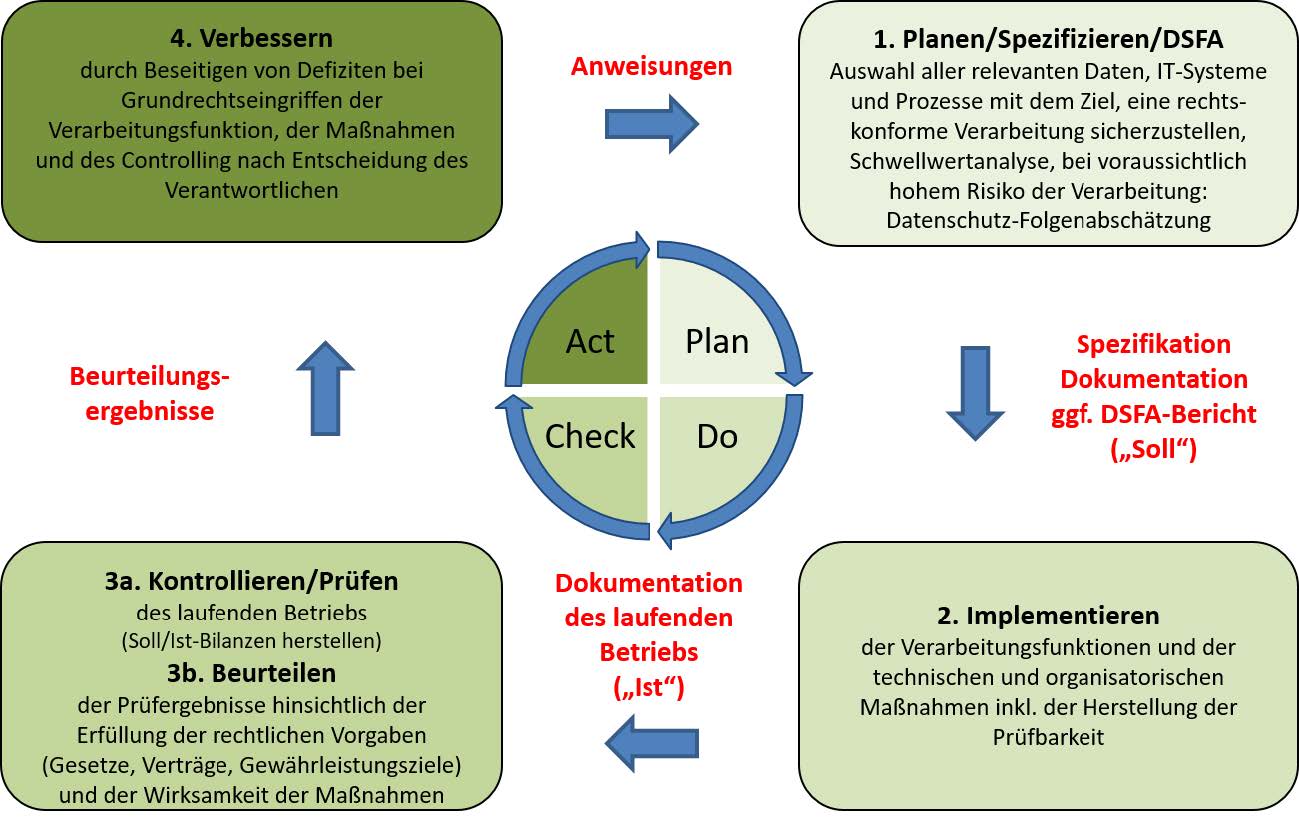 4. Verbessern
durch Beseitigen von Defiziten bei
Grundrechtseingriffen der
Verarbeitungsfunktion, der Maßnahmen
und des Controlling nach Entscheidung des
Verantwortlichen
Anweisungen
1. Planen/Spezifizieren/DSFA
Auswahl aller relevanten Daten, IT-Systeme
und Prozesse mit dem Ziel, eine rechts-
konforme Verarbeitung sicherzustellen,
Schwellwertanalyse, bei voraussichtlich
hohem Risiko der Verarbeitung:
Datenschutz-Folgenabschätzung
Beurteilungs-
ergebnisse
Act
Plan
Check
Do
Spezifikation
Dokumentation
ggf. DSFA-Bericht
(„Soll“)
3a. Kontrollieren/Prüfen
des laufenden Betriebs
(Soll/Ist-Bilanzen herstellen)
3b. Beurteilen
der Prüfergebnisse hinsichtlich der
Erfüllung der rechtlichen Vorgaben
(Gesetze, Verträge, Gewährleistungsziele)
und der Wirksamkeit der Maßnahmen
Dokumentation
des laufenden
Betriebs
(„Ist“)
2. Implementieren
der Verarbeitungsfunktionen und der
technischen und organisatorischen
Maßnahmen inkl. der Herstellung der
Prüfbarkeit